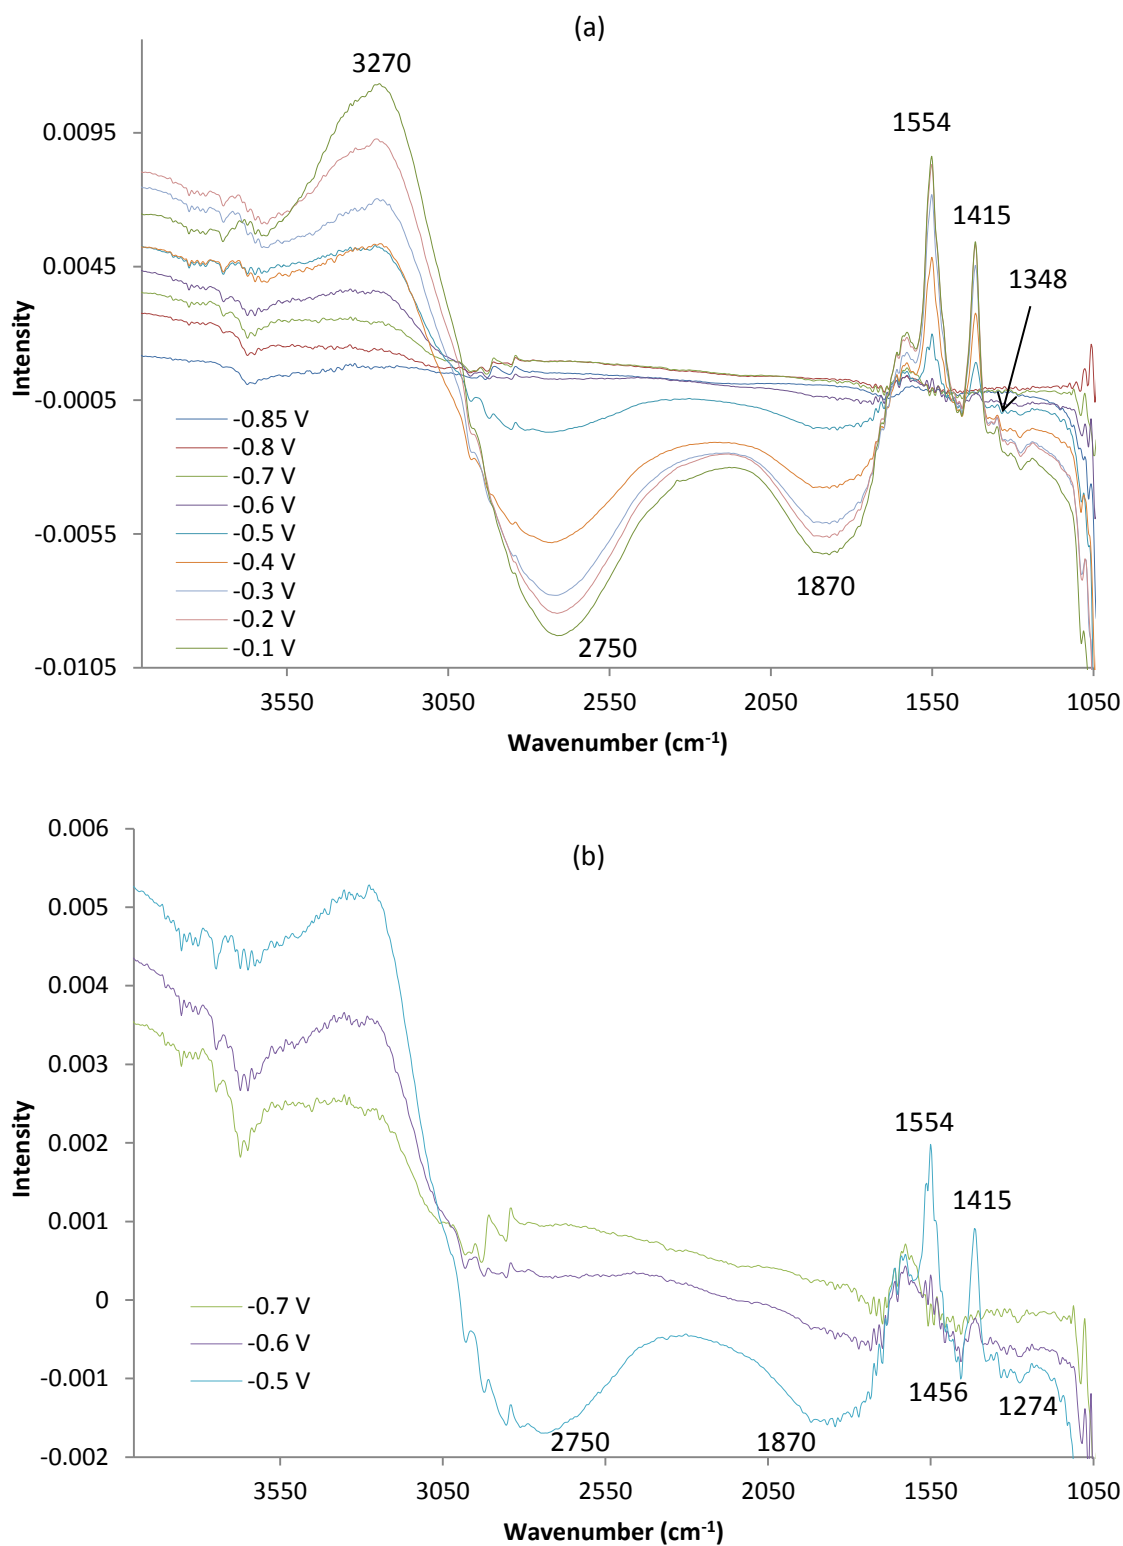 (a)
3270
1554
1415
1348
0.0095
0.0045
-0.0005
-0.0055
-0.0105
Intensity
-0.85 V
-0.8 V
-0.7 V
-0.6 V
-0.5 V
-0.4 V
-0.3 V
-0.2 V
-0.1 V
1870
2750
3550 3050 2550 2050 1550 1050
Wavenumber (cm⁻¹)
(b)
0.006
0.005
0.004
0.003
0.002
0.001
0
-0.001
-0.002
Intensity
1554
1415
-0.7 V
-0.6 V
-0.5 V
1456 1274
2750 1870
3550 3050 2550 2050 1550 1050
Wavenumber (cm⁻¹)